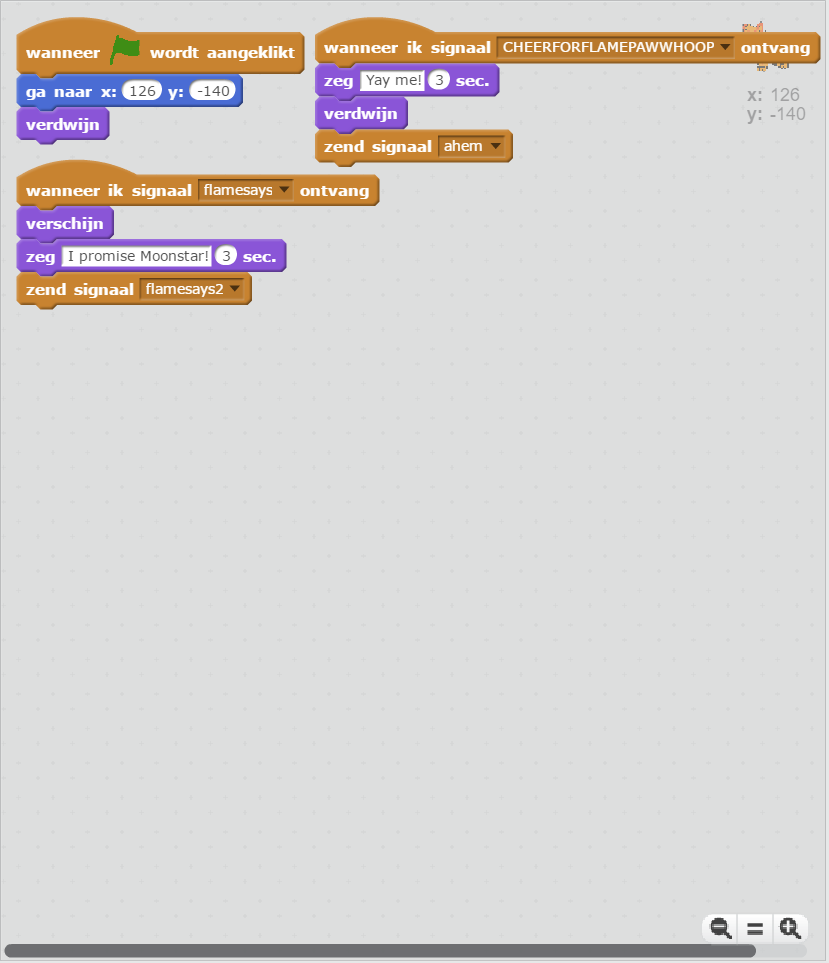 wanneer wordt aangeklikt
ga naar x: 126 y: -140
verdwijn
wanneer ik signaal CHEERFORFLAMEPAWWHOOP ontvang
zeg Yay me! 3 sec.
verdwijn
zend signaal ahem
x: 126
y: -140
wanneer ik signaal flamesays ontvang
verschijn
zeg I promise Moonstar! 3 sec.
zend signaal flamesays2